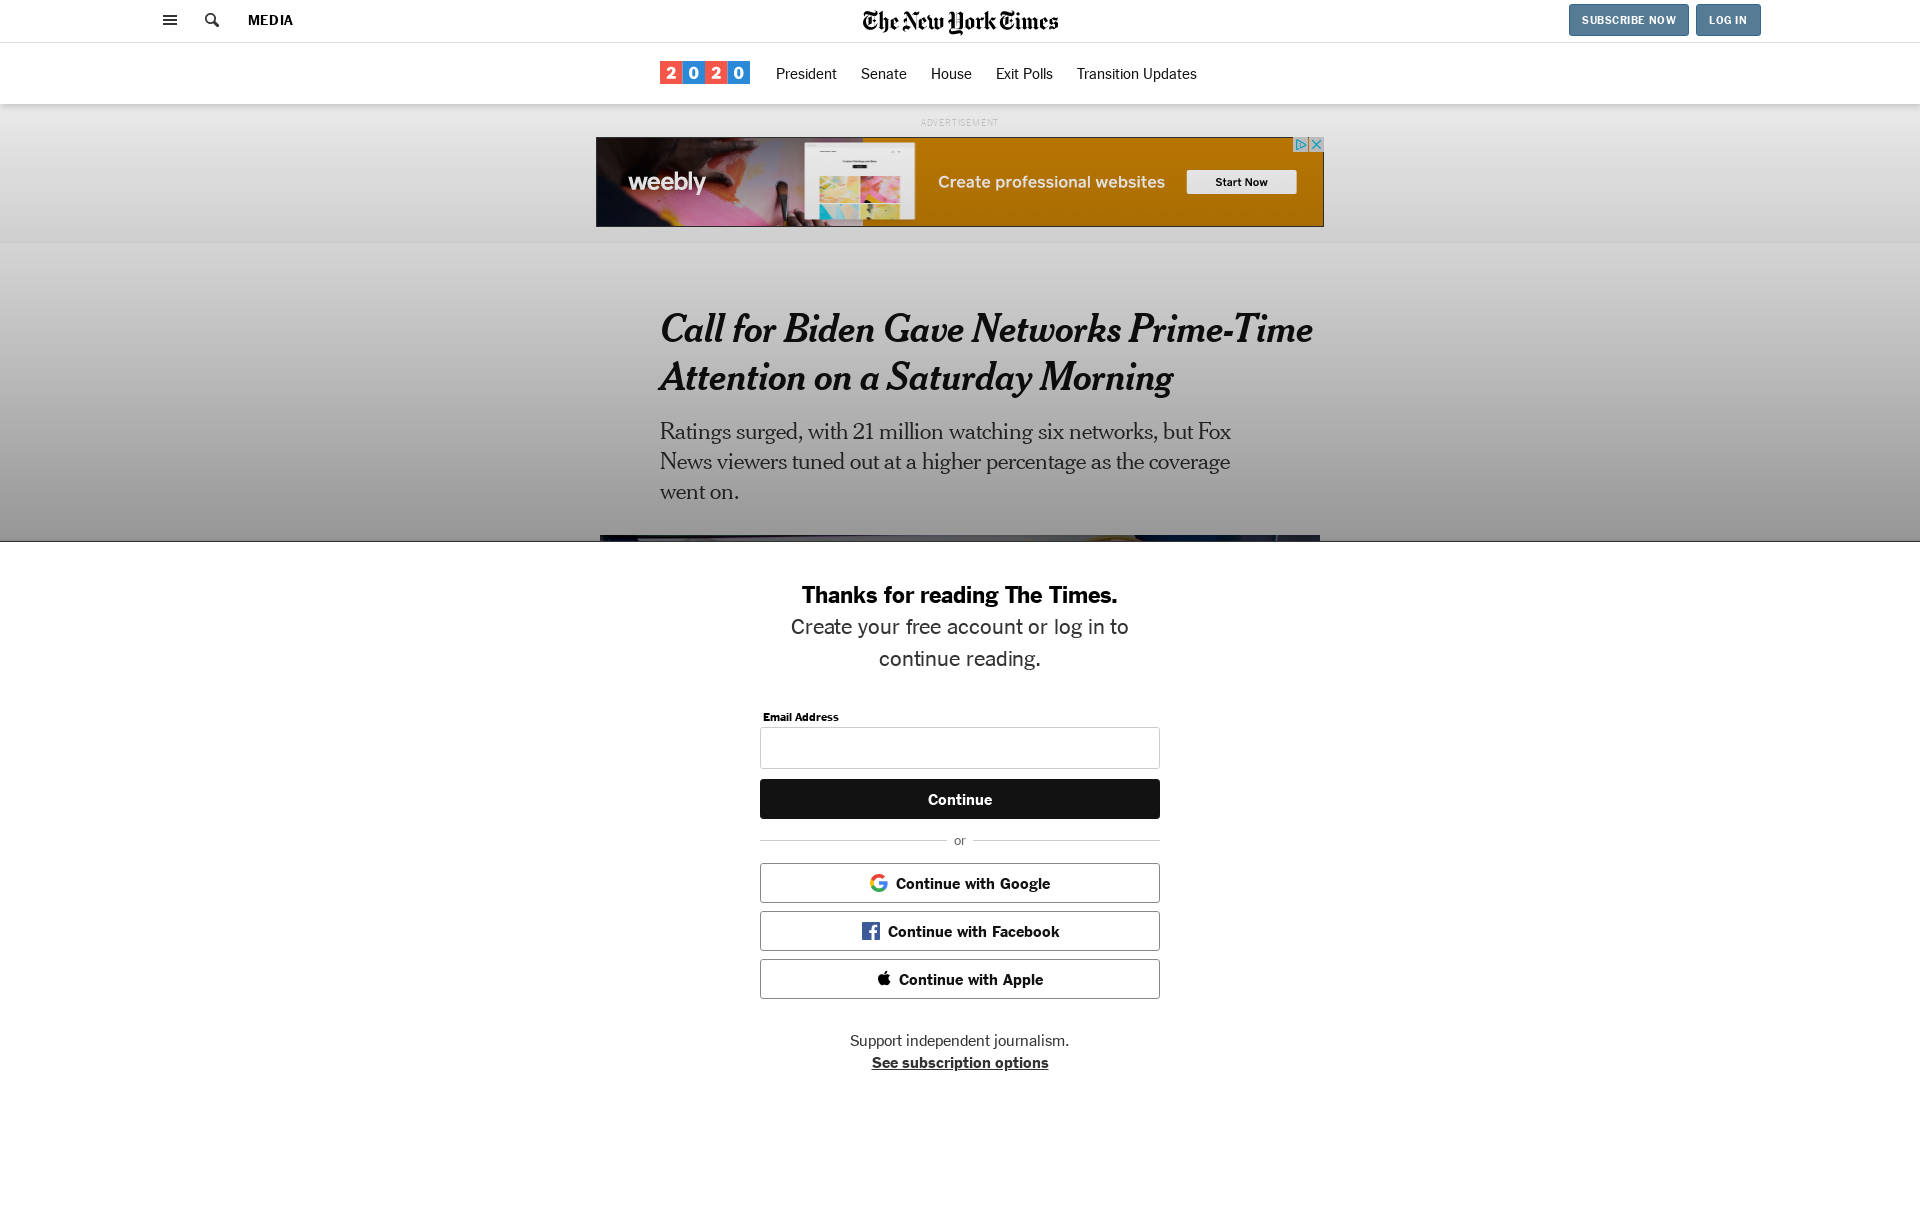 MEDIA
The New York Times
SUBSCRIBE NOW
LOG IN
2020
President
Senate
House
Exit Polls
Transition Updates
ADVERTISEMENT
weebly
Create professional websites
Start Now
Call for Biden Gave Networks Prime-Time
Attention on a Saturday Morning
Ratings surged, with 21 million watching six networks, but Fox
News viewers tuned out at a higher percentage as the coverage
went on.
Thanks for reading The Times.
Create your free account or log in to
continue reading.
Email Address
Continue
or
Continue with Google
Continue with Facebook
Continue with Apple
Support independent journalism.
See subscription options